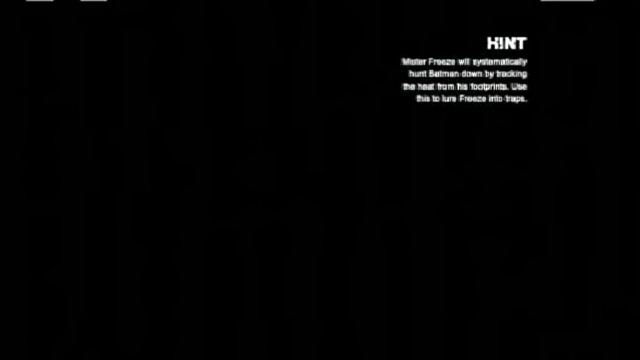 HINT
Mister Freeze will systematically
hunt Batman down by tracking
the heat from his footprints. Use
this to lure Freeze into traps.